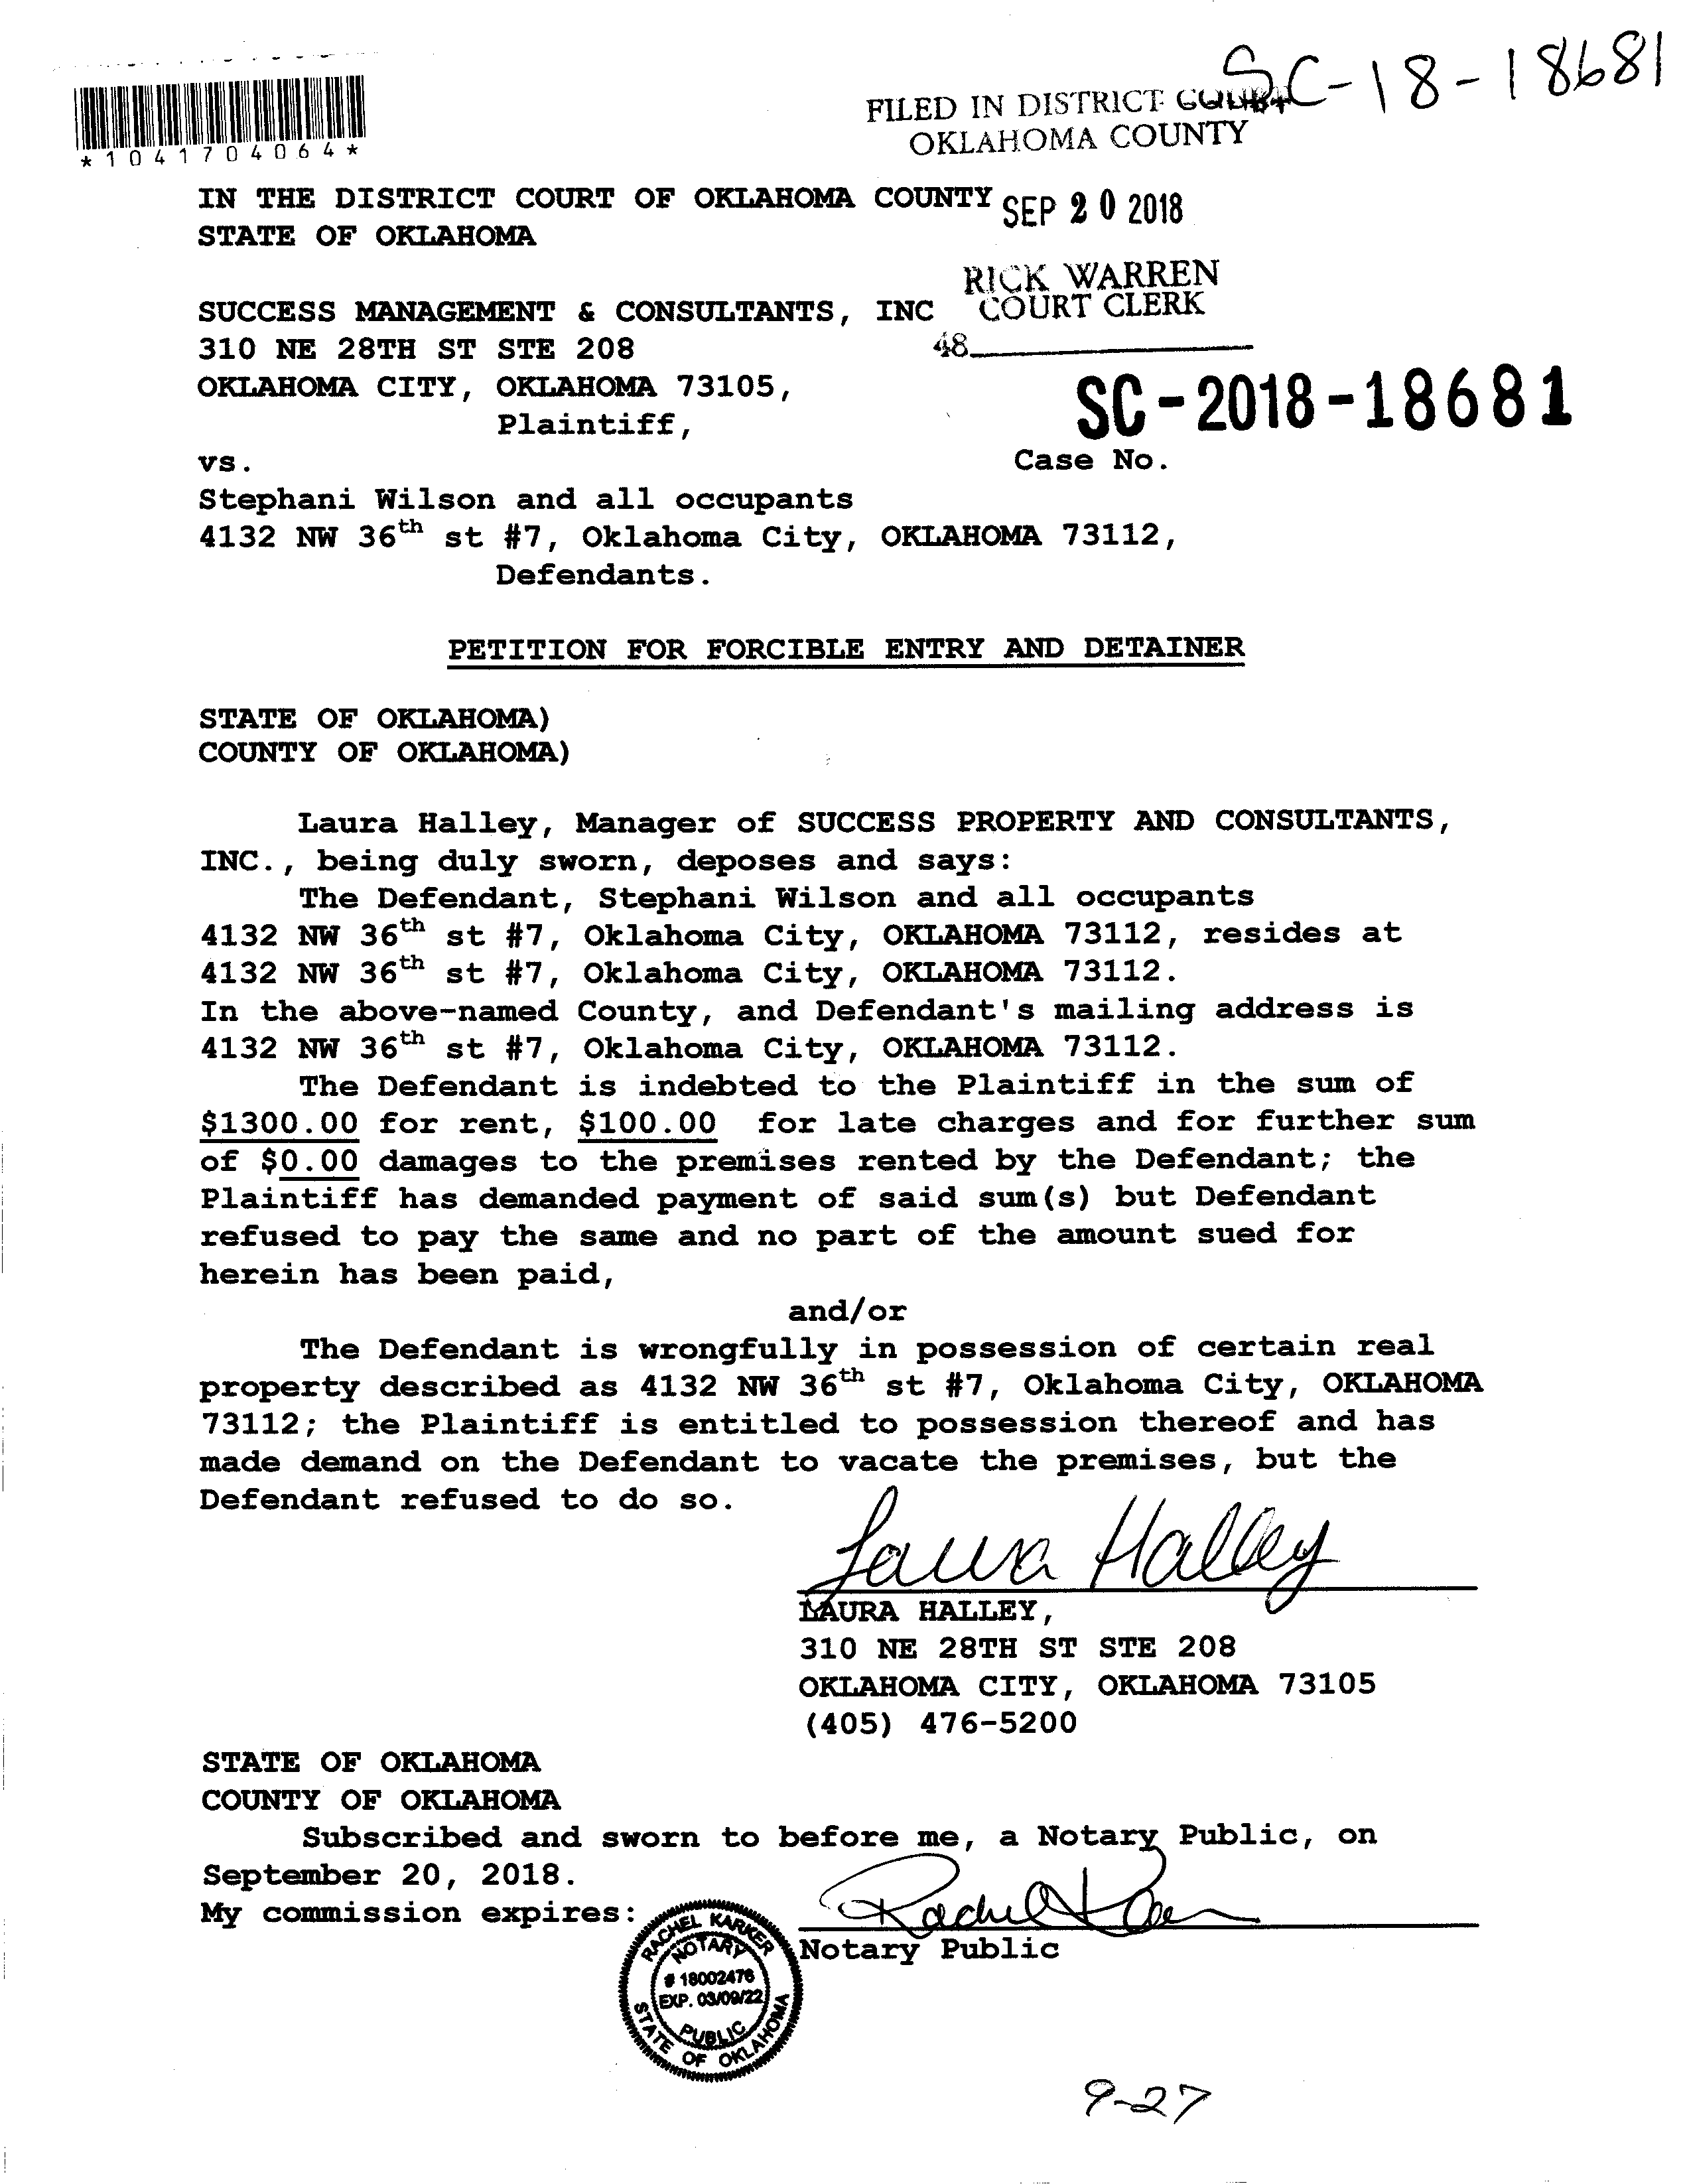 SC-18-18681
*1041704064*
FILED IN DISTRICT COURT
OKLAHOMA COUNTY
IN THE DISTRICT COURT OF OKLAHOMA COUNTY
SEP 20 2018
STATE OF OKLAHOMA
RICK WARREN
SUCCESS MANAGEMENT & CONSULTANTS, INC
COURT CLERK
310 NE 28TH ST STE 208
48
OKLAHOMA CITY, OKLAHOMA 73105,
SC-2018-18681
Plaintiff,
vs.
Case No.
Stephani Wilson and all occupants
4132 NW 36th st #7, Oklahoma City, OKLAHOMA 73112,
Defendants.
PETITION FOR FORCIBLE ENTRY AND DETAINER
STATE OF OKLAHOMA)
COUNTY OF OKLAHOMA)
Laura Halley, Manager of SUCCESS PROPERTY AND CONSULTANTS,
INC., being duly sworn, deposes and says:
The Defendant, Stephani Wilson and all occupants
4132 NW 36th st #7, Oklahoma City, OKLAHOMA 73112, resides at
4132 NW 36th st #7, Oklahoma City, OKLAHOMA 73112.
In the above-named County, and Defendant's mailing address is
4132 NW 36th st #7, Oklahoma City, OKLAHOMA 73112.
The Defendant is indebted to the Plaintiff in the sum of
$1300.00 for rent, $100.00 for late charges and for further sum
of $0.00 damages to the premises rented by the Defendant; the
Plaintiff has demanded payment of said sum(s) but Defendant
refused to pay the same and no part of the amount sued for
herein has been paid,
and/or
The Defendant is wrongfully in possession of certain real
property described as 4132 NW 36th st #7, Oklahoma City, OKLAHOMA
73112; the Plaintiff is entitled to possession thereof and has
made demand on the Defendant to vacate the premises, but the
Defendant refused to do so.
Laura Halley
LAURA HALLEY,
310 NE 28TH ST STE 208
OKLAHOMA CITY, OKLAHOMA 73105
(405) 476-5200
STATE OF OKLAHOMA
COUNTY OF OKLAHOMA
Subscribed and sworn to before me, a Notary Public, on
September 20, 2018.
My commission expires:
Notary Public
RACHEL KARKER
NOTARY
# 18002476
EXP. 03/09/22
PUBLIC
STATE OF OKLAHOMA
9-27